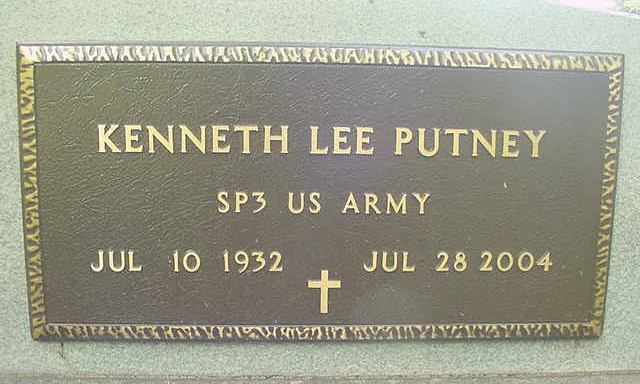 KENNETH LEE PUTNEY
SP3 US ARMY
JUL 10 1932 JUL 28 2004